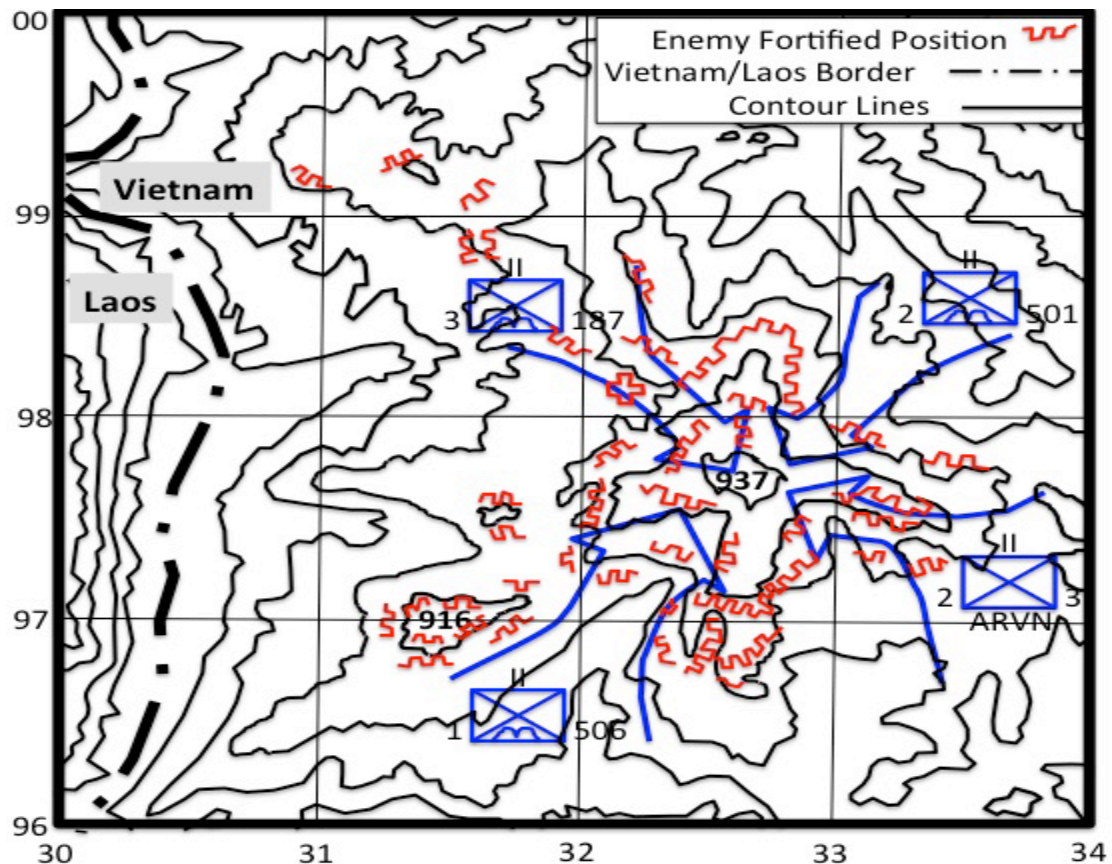 00
Enemy Fortified Position
Vietnam/Laos Border
Contour Lines
Vietnam
99
Laos
II
3 187
II
2 501
98
937
II
2 3
ARVN
97
916
II
1 506
96
30 31 32 33 34